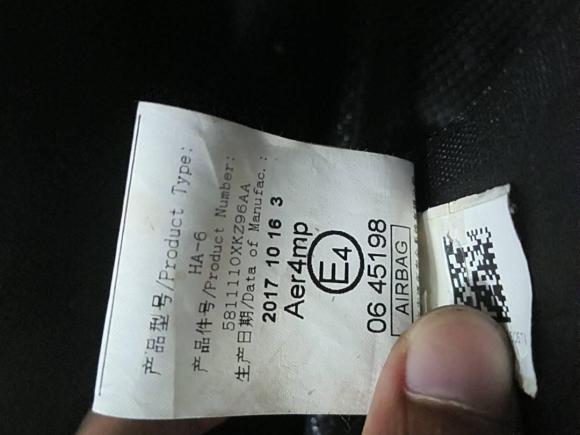 产品型号/Product Type:
HA-6
产品件号/Product Number:
5811110XKZ96AA
生产日期/Data of Manufac.:
2017 10 16 3
Aer4mp
E4
06 45198
AIRBAG